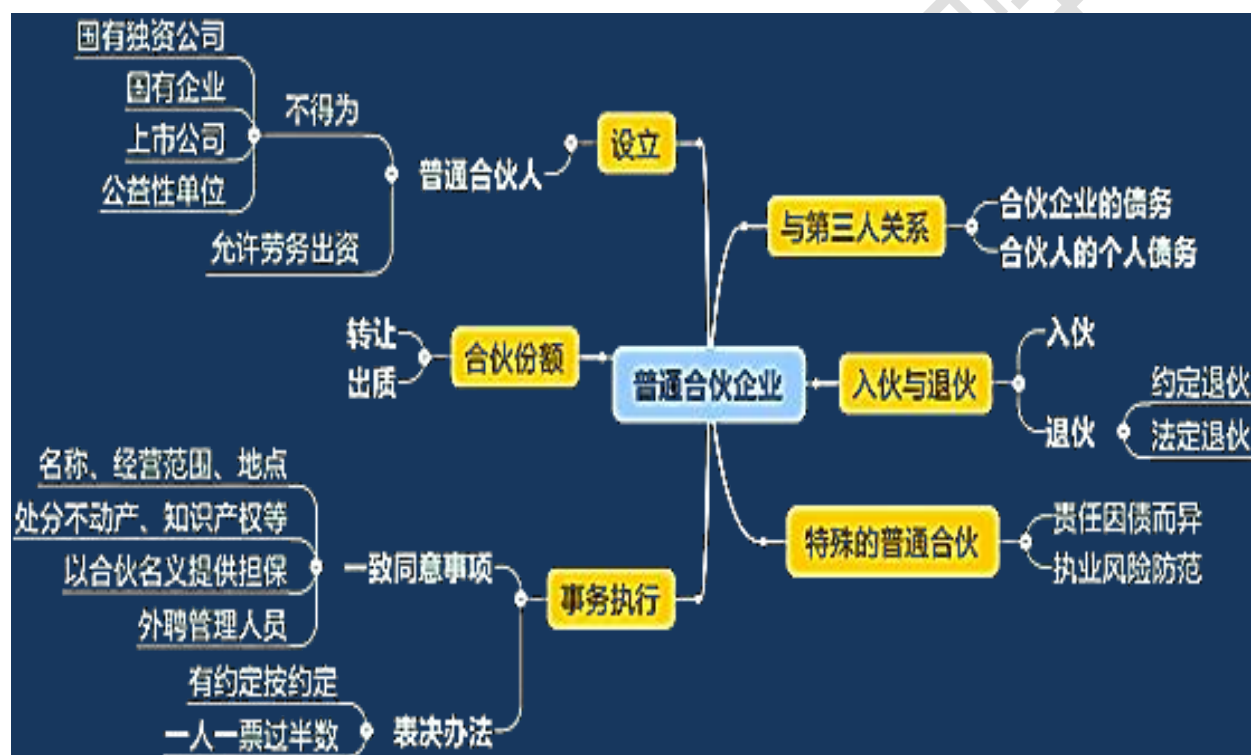 普通合伙企业
设立
普通合伙人
不得为
国有独资公司
国有企业
上市公司
公益性单位
允许劳务出资
合伙份额
转让
出质
事务执行
一致同意事项
名称、经营范围、地点
处分不动产、知识产权等
以合伙名义提供担保
外聘管理人员
表决办法
有约定按约定
一人一票过半数
与第三人关系
合伙企业的债务
合伙人的个人债务
入伙与退伙
入伙
退伙
约定退伙
法定退伙
特殊的普通合伙
责任因债而异
执业风险防范